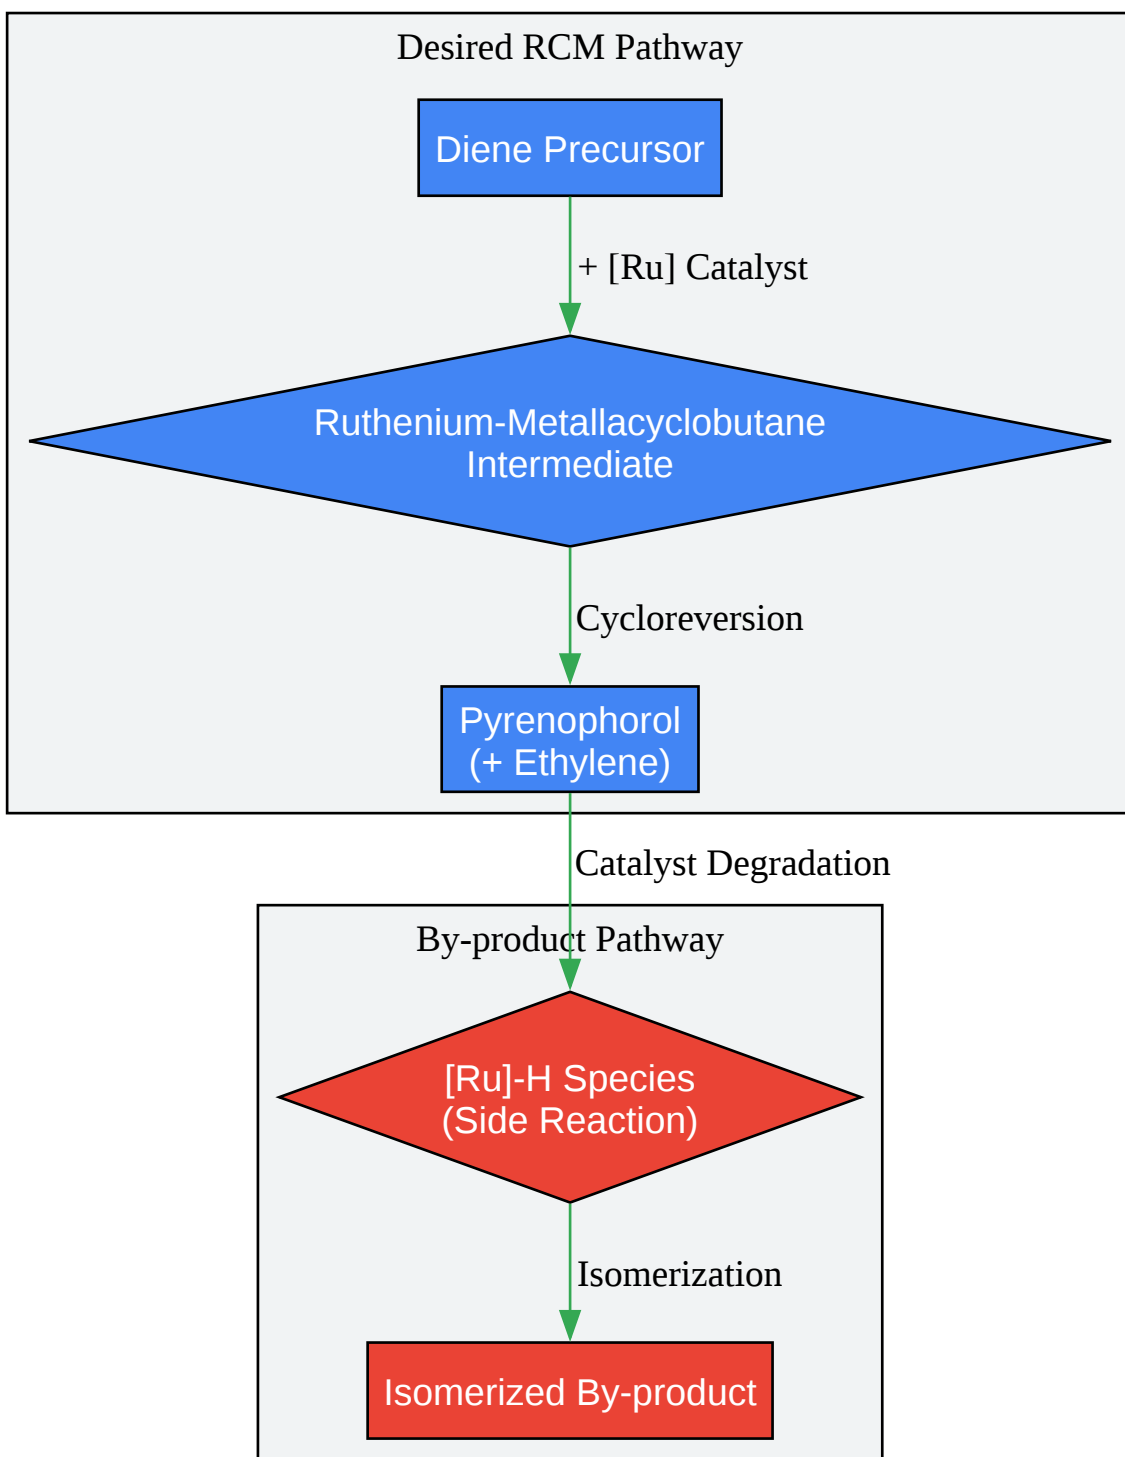 Desired RCM Pathway
Diene Precursor
+ [Ru] Catalyst
Ruthenium-Metallacyclobutane
Intermediate
Cycloreversion
Pyrenophorol
(+ Ethylene)
Catalyst Degradation
By-product Pathway
[Ru]-H Species
(Side Reaction)
Isomerization
Isomerized By-product